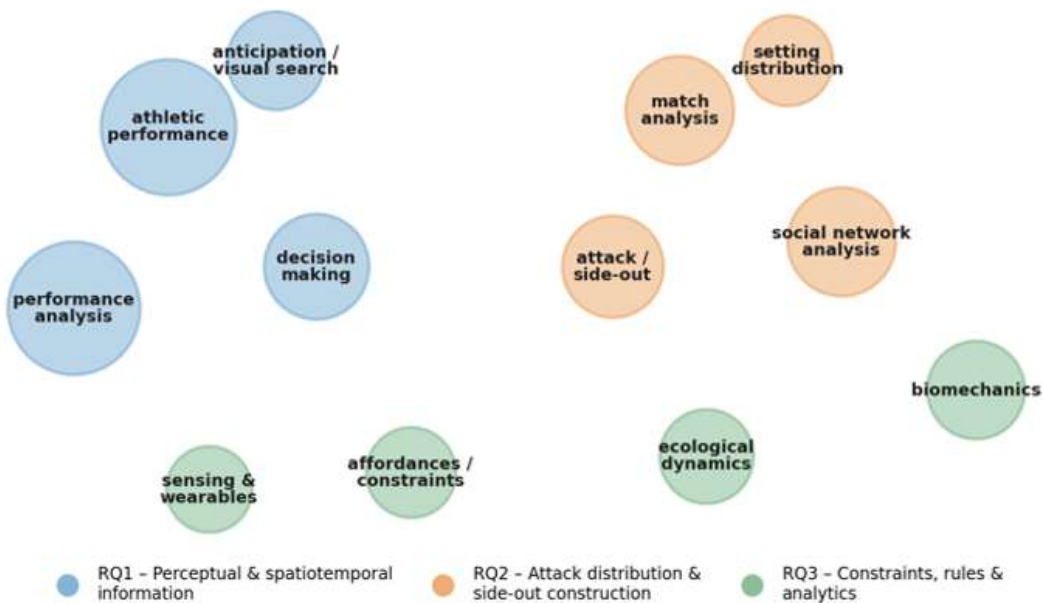 anticipation /
visual search
athletic
performance
setting
distribution
match
analysis
decision
making
performance
analysis
attack /
side-out
social network
analysis
biomechanics
sensing &
wearables
affordances /
constraints
ecological
dynamics
RQ1 – Perceptual & spatiotemporal
information
RQ2 – Attack distribution &
side-out construction
RQ3 – Constraints, rules &
analytics